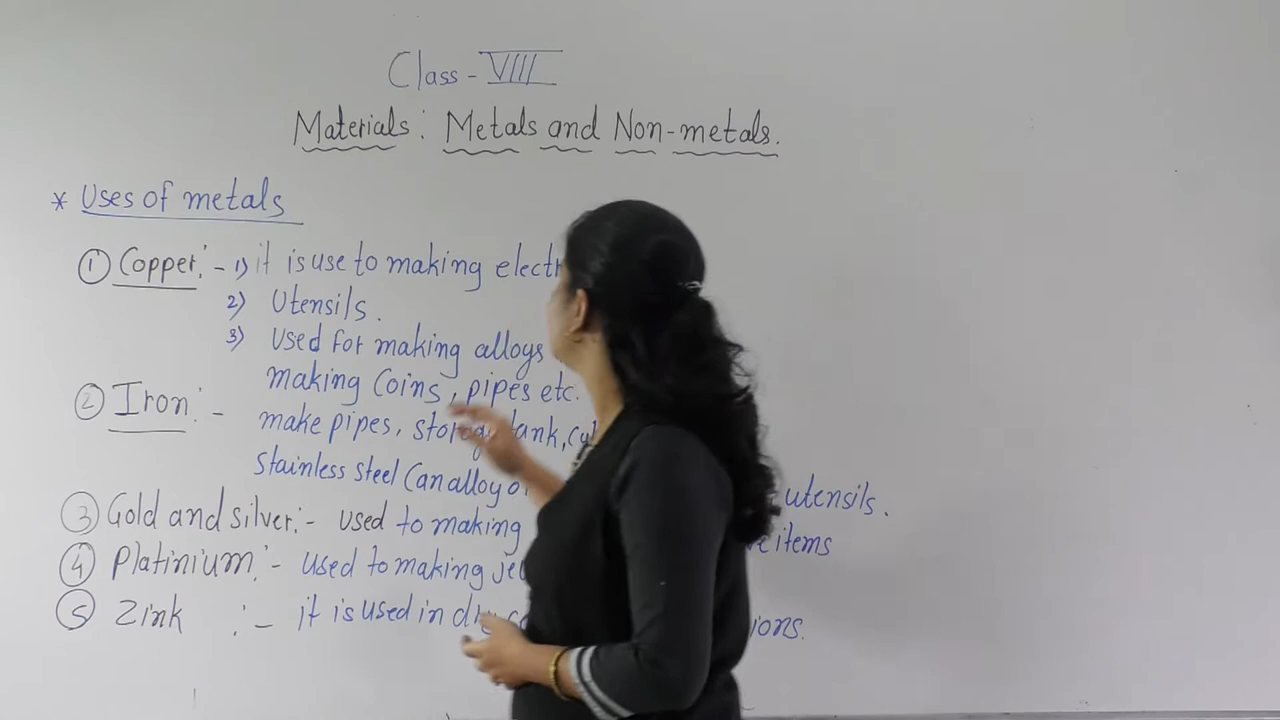 Class - VIII
Materials: Metals and Non-metals.
* Uses of metals
① Copper: - 1) it is use to making electr
2) Utensils.
3) Used for making alloys
making Coins, pipes etc.
② Iron: - make pipes, storage tank, cy
Stainless steel (an alloy o utensils.
③ Gold and silver: - used to making items
④ Platinium: - used to making je
⑤ Zink :- it is used in dry ce ions.